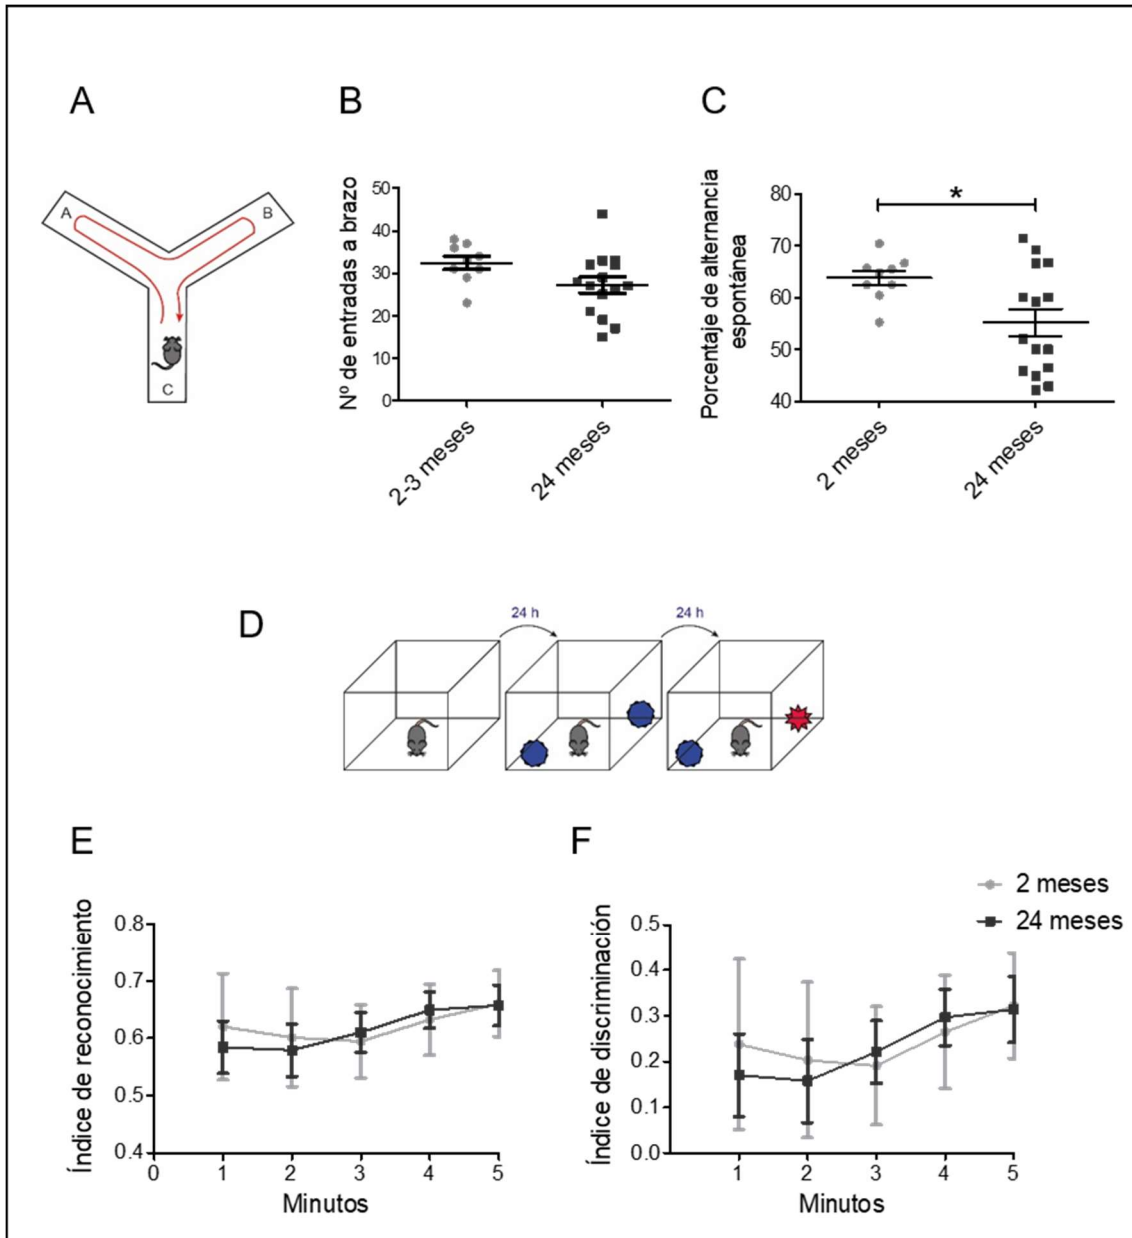 A
B
C
A
B
C
Nº de entradas a brazo
50
40
30
20
10
0
2-3 meses
24 meses
Porcentaje de alternancia
espontánea
80
70
60
50
40
*
2 meses
24 meses
D
24 h
24 h
E
F
2 meses
24 meses
Índice de reconocimiento
0.8
0.7
0.6
0.5
0.4
0
1
2
3
4
5
Minutos
Índice de discriminación
0.5
0.4
0.3
0.2
0.1
0.0
1
2
3
4
5
Minutos